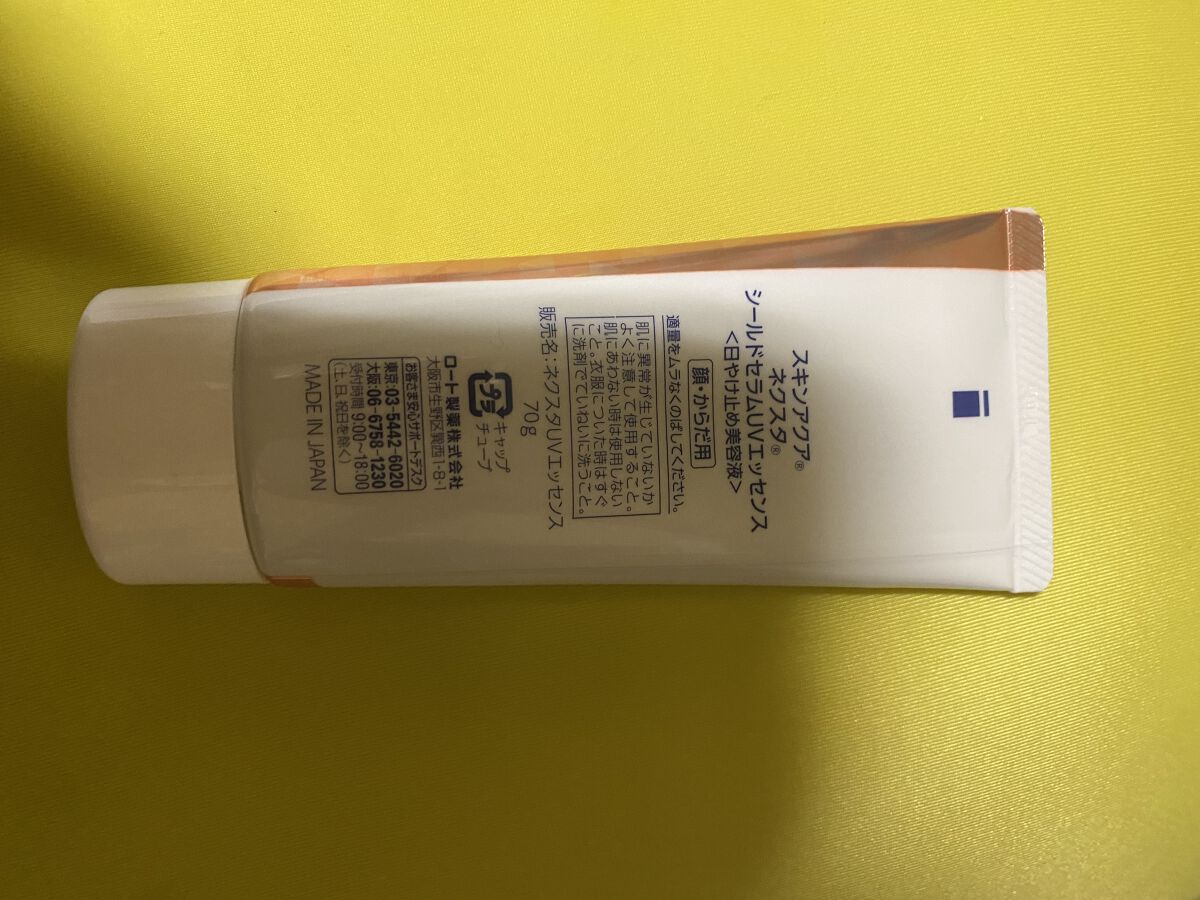 スキンアクア®
ネクスタ®
シールドセラムUVエッセンス
<日やけ止め美容液>
顔・からだ用
適量をムラなくのばしてください。
肌に異常が生じていないか
よく注意して使用すること。
肌にあわない時は使用しない
こと。衣服についた時はすぐ
に洗剤でていねいに洗うこと。
販売名:ネクスタUVエッセンス
70g
プラ
キャップ
チューブ
ロート製薬株式会社
大阪市生野区巽西1-8-1
お客さま安心サポートデスク
東京:03-5442-6020
大阪:06-6758-1230
受付時間 9:00~18:00
(土、日、祝日を除く)
MADE IN JAPAN